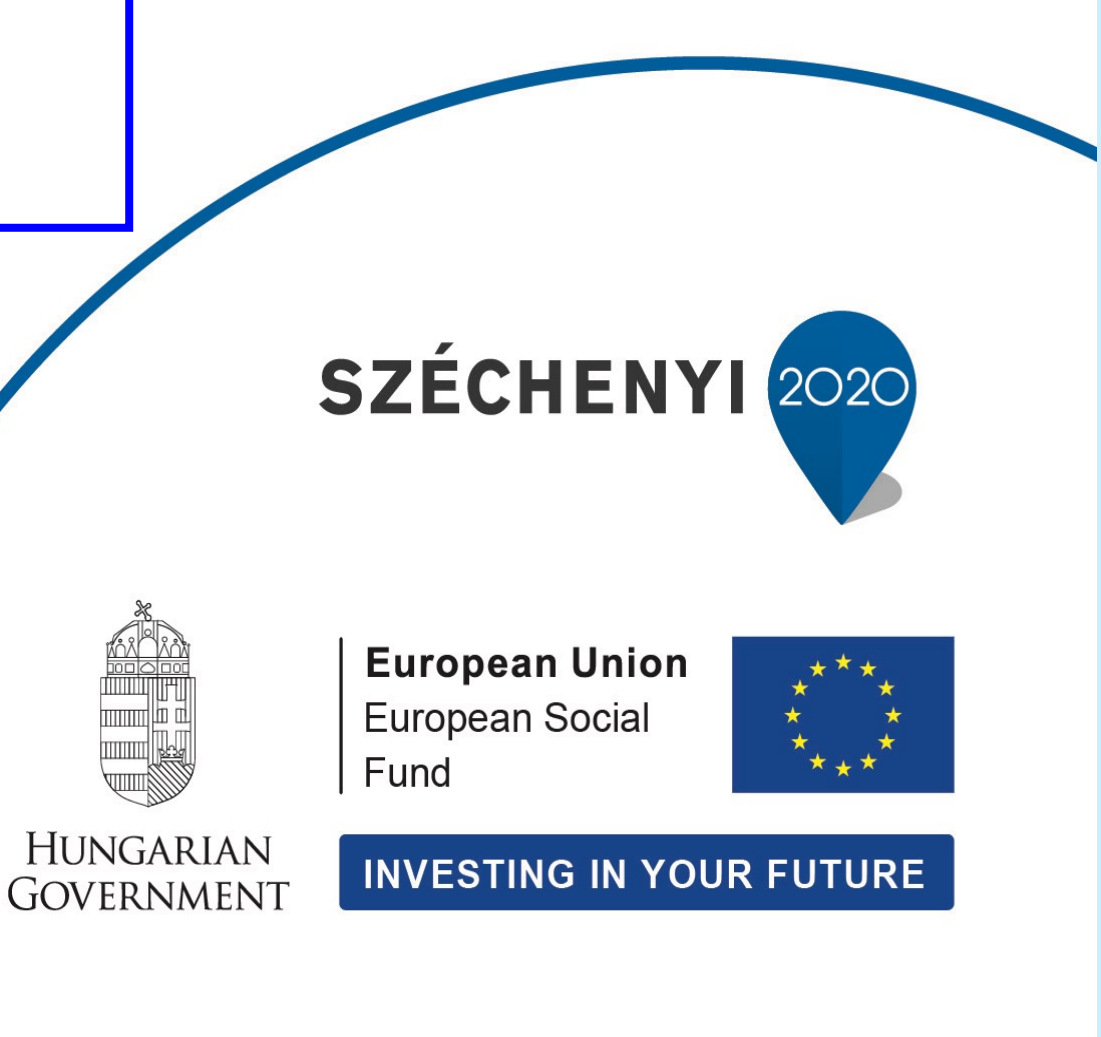 SZÉCHENYI 2020
European Union
European Social
Fund
HUNGARIAN
GOVERNMENT
INVESTING IN YOUR FUTURE